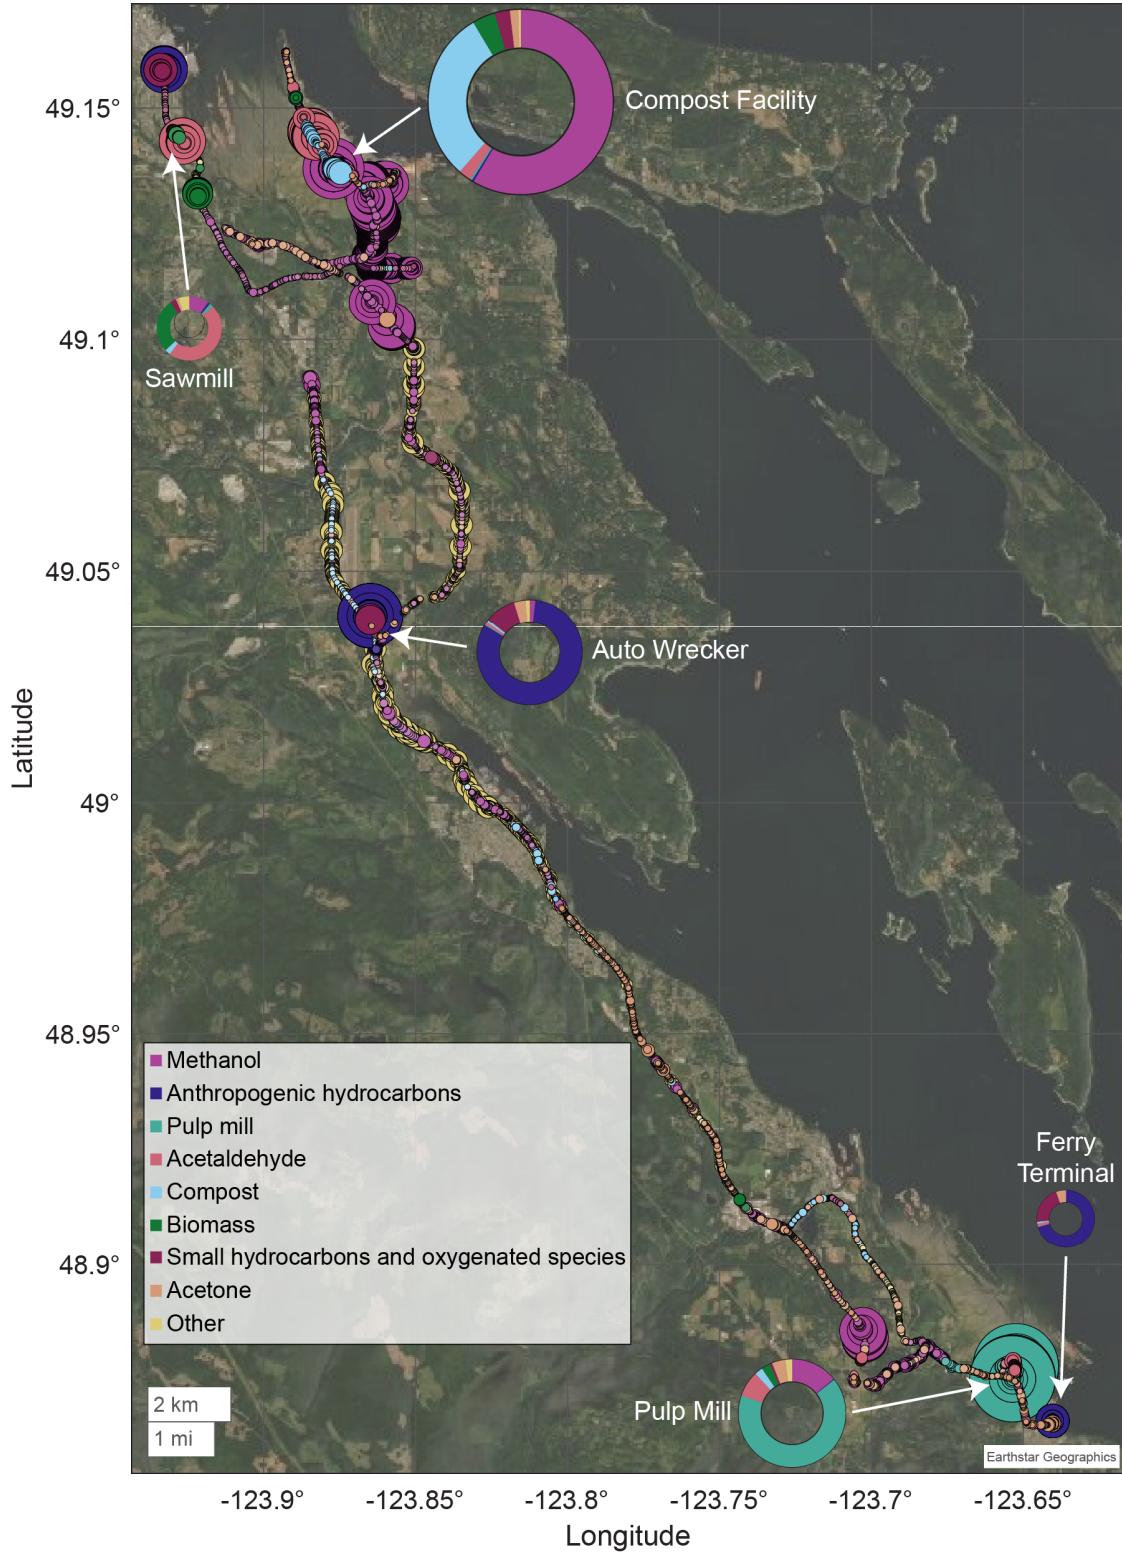 49.15°
49.1°
49.05°
49°
48.95°
48.9°
Latitude
Compost Facility
Sawmill
Auto Wrecker
Methanol
Anthropogenic hydrocarbons
Pulp mill
Acetaldehyde
Compost
Biomass
Small hydrocarbons and oxygenated species
Acetone
Other
Ferry
Terminal
Pulp Mill
2 km
1 mi
Earthstar Geographics
-123.9°
-123.85°
-123.8°
-123.75°
-123.7°
-123.65°
Longitude